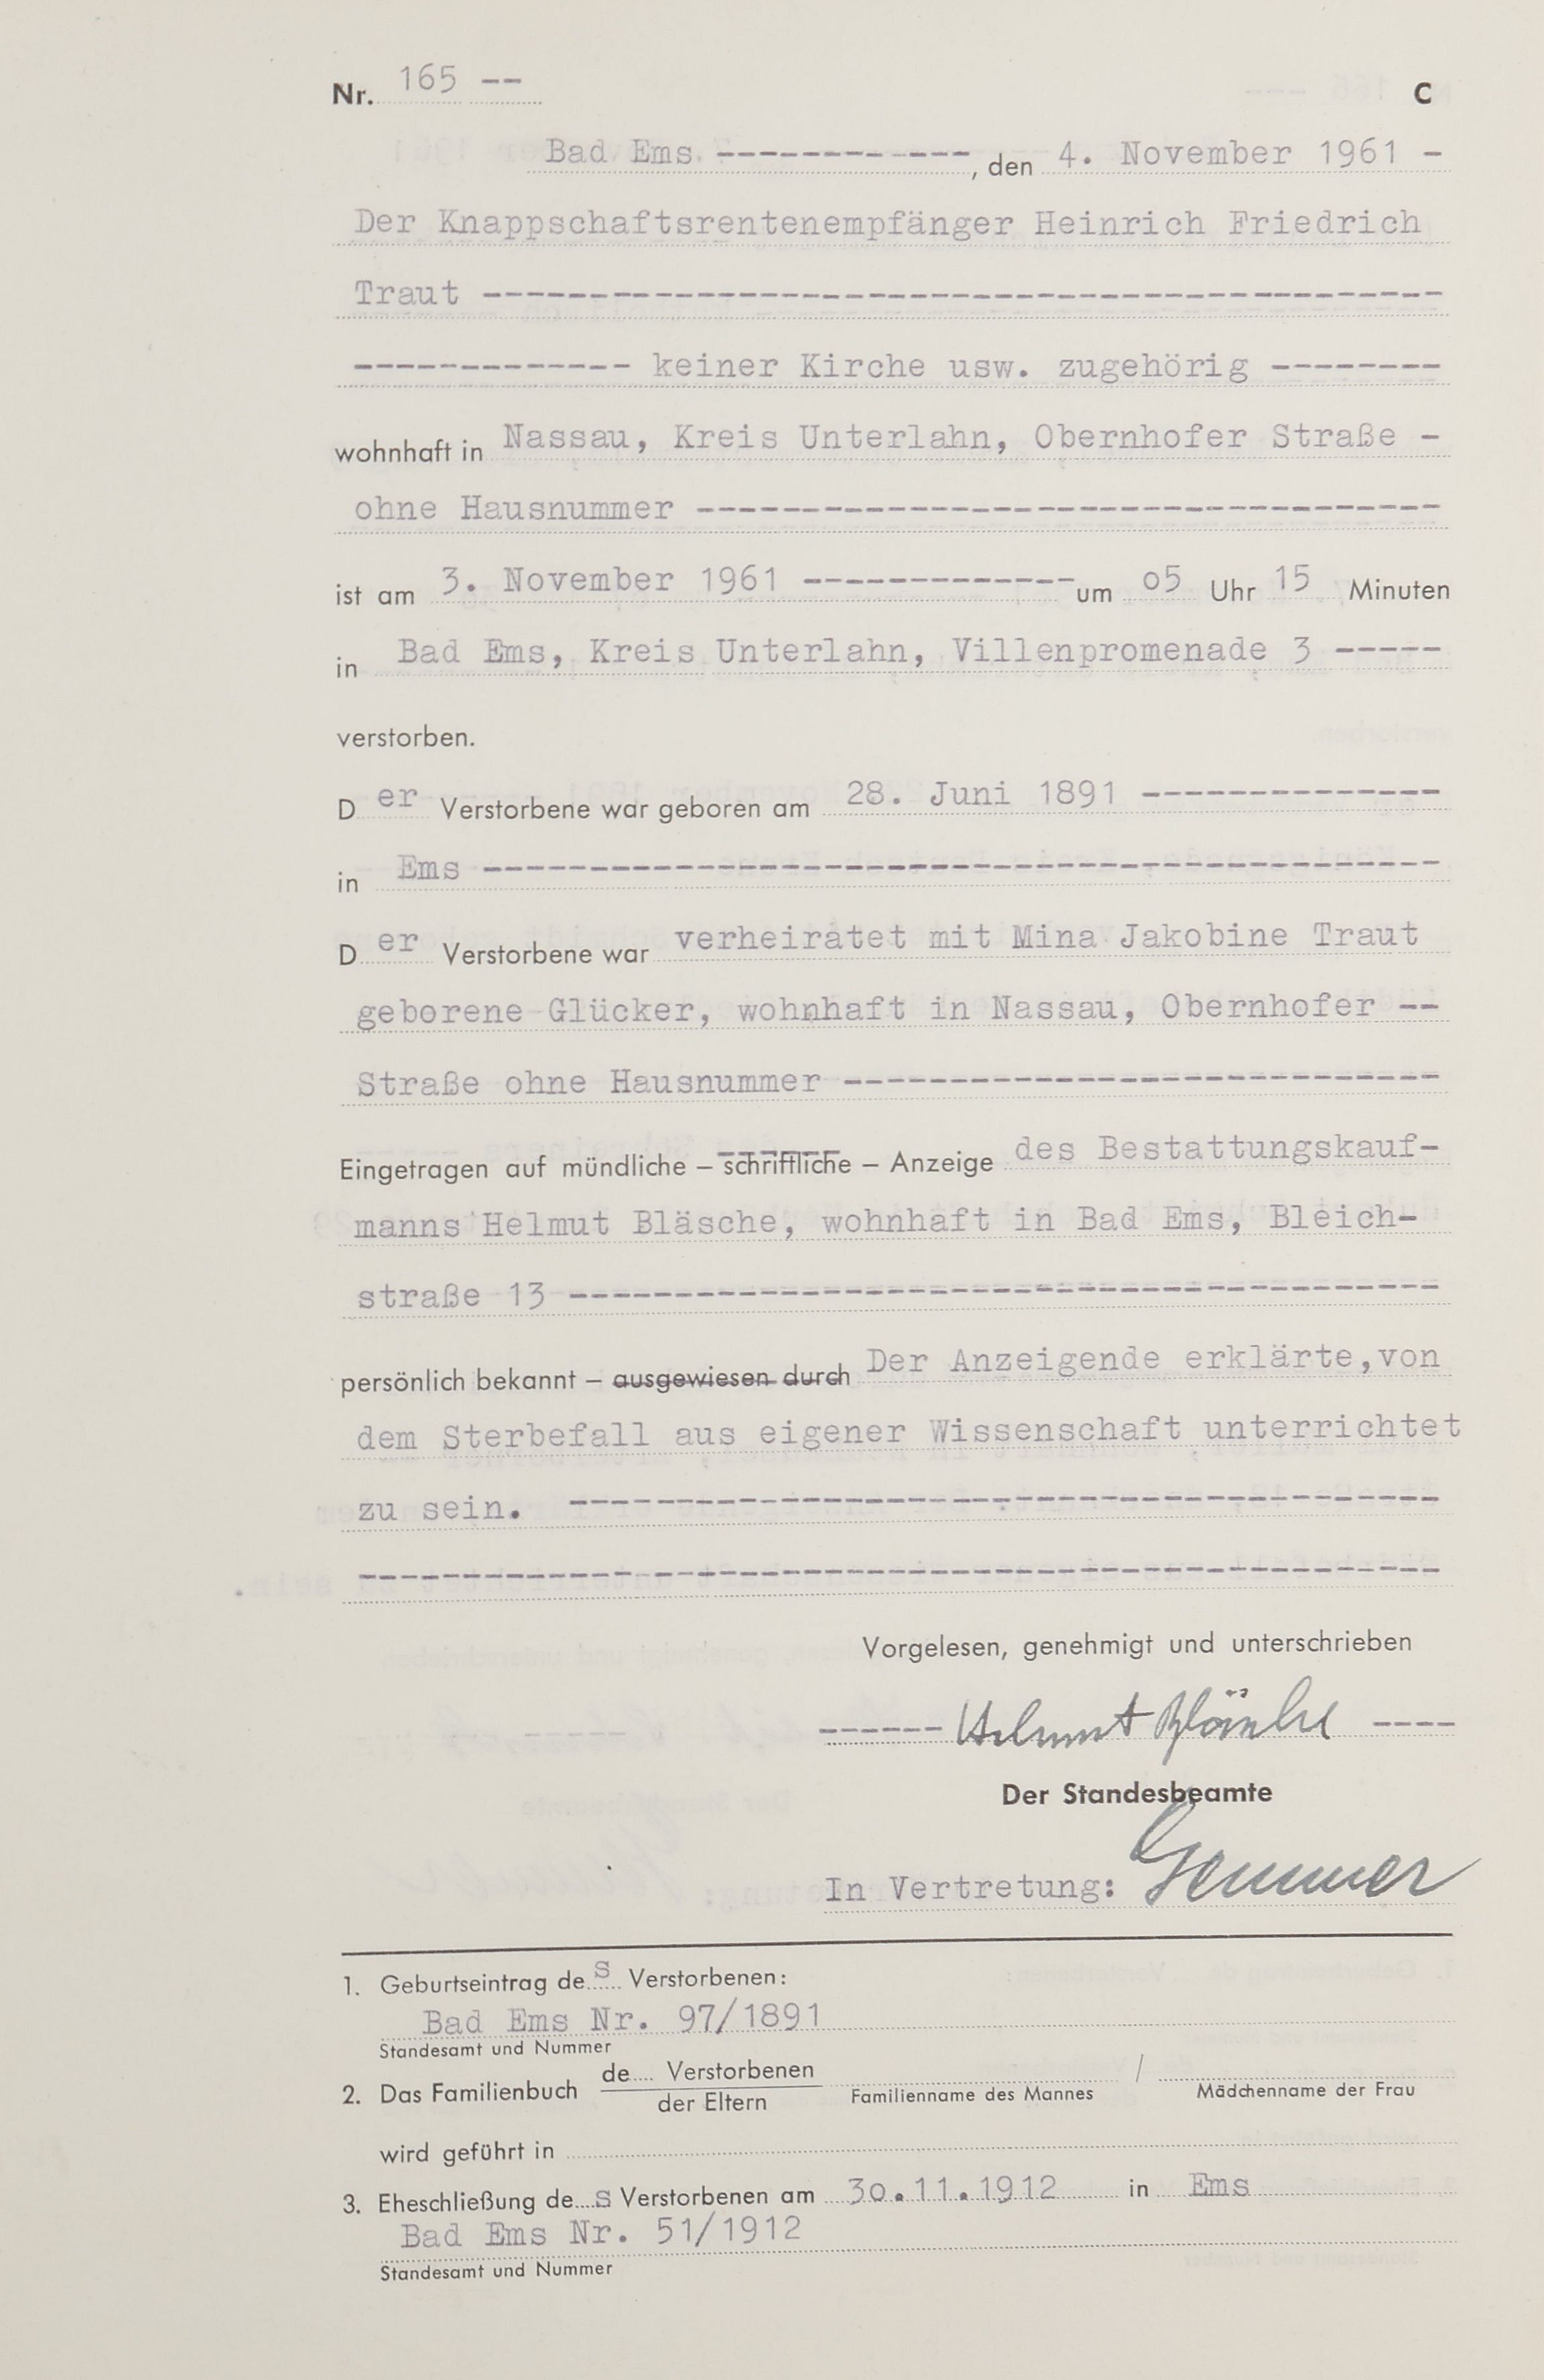 Nr. 165 -- C
Bad Ems ------------, den 4. November 1961 -
Der Knappschaftsrentenempfänger Heinrich Friedrich
Traut ---------------------------------------------
------------- keiner Kirche usw. zugehörig --------
wohnhaft in Nassau, Kreis Unterlahn, Obernhofer Straße -
ohne Hausnummer -----------------------------------
ist am 3. November 1961 ------------- um o5 Uhr 15 Minuten
in Bad Ems, Kreis Unterlahn, Villenpromenade 3 -----
verstorben.
D er Verstorbene war geboren am 28. Juni 1891 --------------
in Ems ---------------------------------------------
D er Verstorbene war verheiratet mit Mina Jakobine Traut
geborene Glücker, wohnhaft in Nassau, Obernhofer --
Straße ohne Hausnummer ----------------------------
Eingetragen auf mündliche – schriftliche – Anzeige des Bestattungskauf-
manns Helmut Bläsche, wohnhaft in Bad Ems, Bleich-
straße 13 -----------------------------------------
persönlich bekannt – ausgewiesen durch Der Anzeigende erklärte,von
dem Sterbefall aus eigener Wissenschaft unterrichtet
zu sein. -----------------------------------------
---------------------------------------------------
Vorgelesen, genehmigt und unterschrieben
------ Helmut Bläsche ----
Der Standesbeamte
In Vertretung: Gemmer
1. Geburtseintrag de s Verstorbenen:
Bad Ems Nr. 97/1891
Standesamt und Nummer
2. Das Familienbuch de.... Verstorbenen / 
der Eltern Familienname des Mannes Mädchenname der Frau
wird geführt in
3. Eheschließung de s Verstorbenen am 3o.11.1912 in Ems
Bad Ems Nr. 51/1912
Standesamt und Nummer